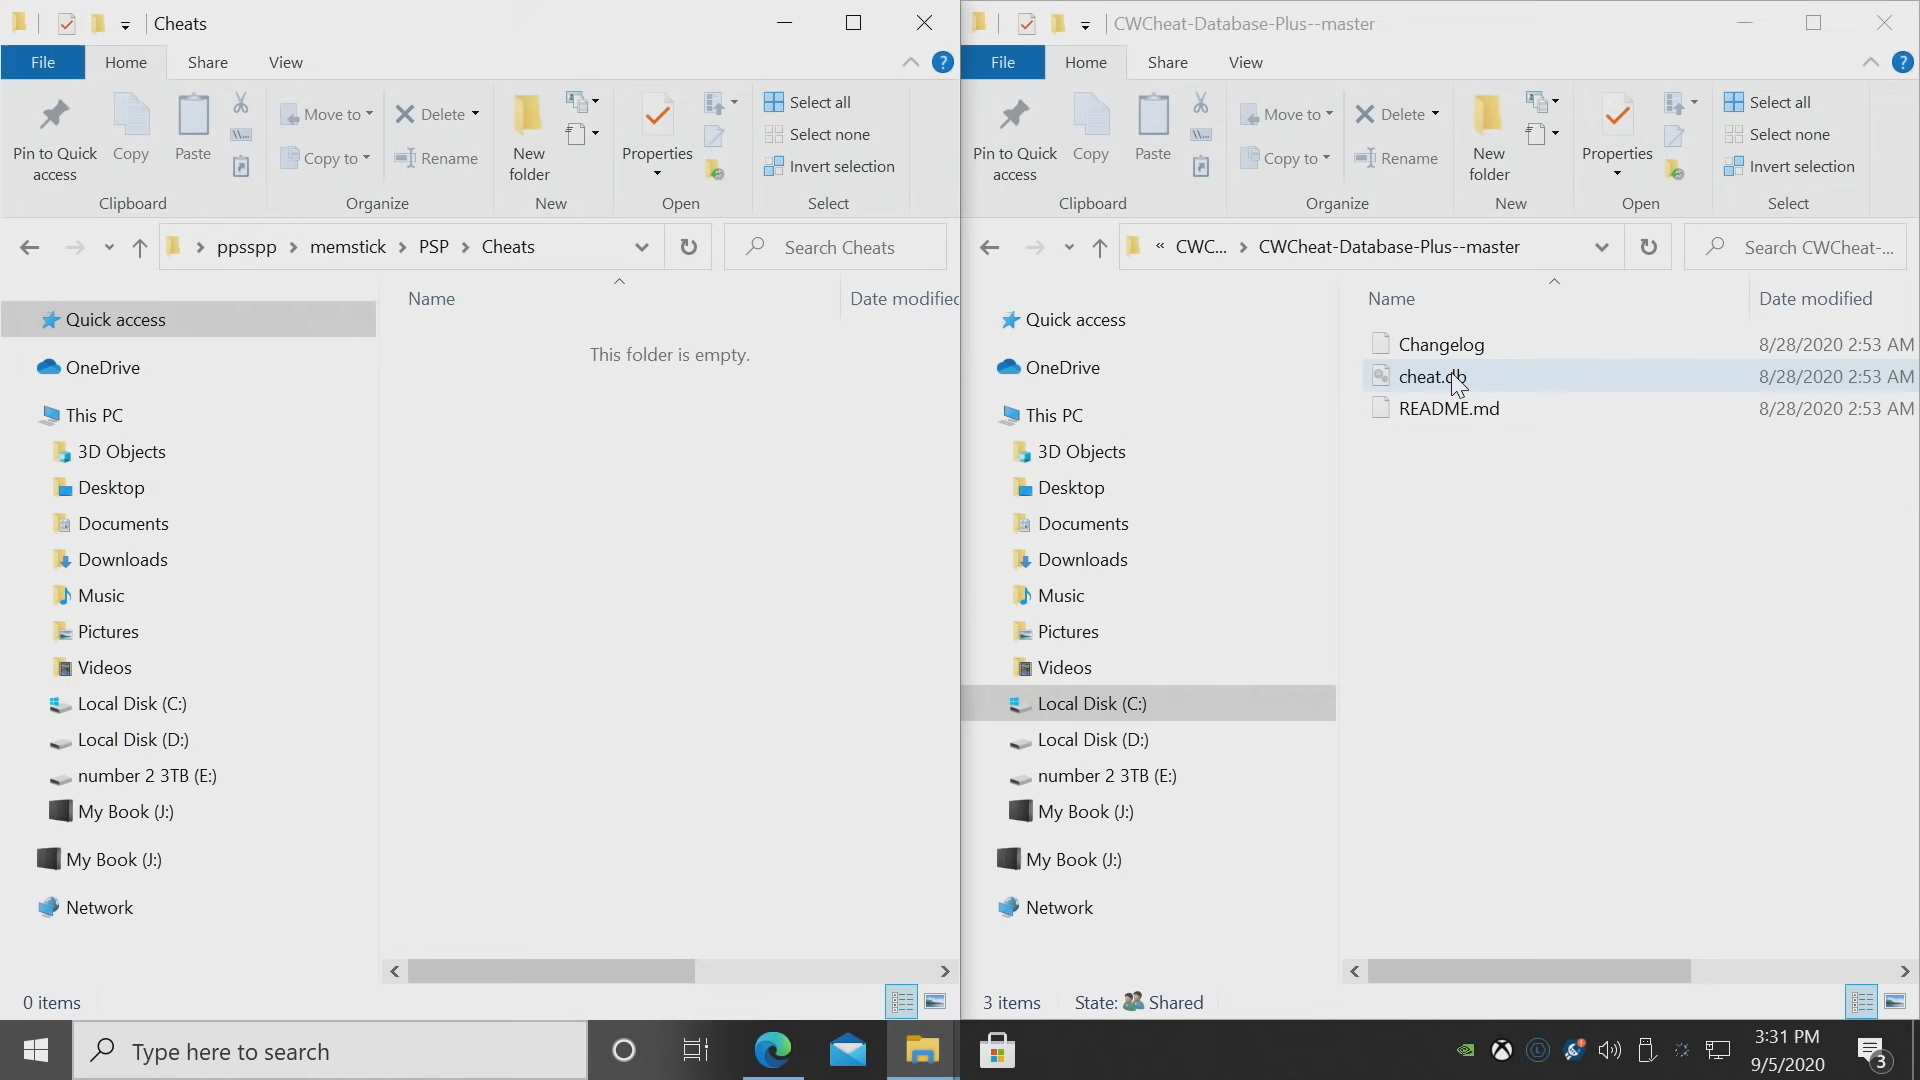 Cheats
File
Home
Share
View
Pin to Quick access
Copy
Paste
Clipboard
Move to
Copy to
Delete
Rename
Organize
New folder
New
Properties
Open
Select all
Select none
Invert selection
Select
ppsspp
memstick
PSP
Cheats
Search Cheats
Name
Quick access
This folder is empty.
OneDrive
This PC
3D Objects
Desktop
Documents
Downloads
Music
Pictures
Videos
Local Disk (C:)
Local Disk (D:)
number 2 3TB (E:)
My Book (J:)
My Book (J:)
Network
0 items
CWCheat-Database-Plus--master
File
Home
Share
View
Pin to Quick access
Copy
Paste
Clipboard
Move to
Copy to
Delete
Rename
Organize
New folder
New
Properties
Open
Select all
Select none
Invert selection
Select
« CWC...
CWCheat-Database-Plus--master
Search CWCheat-...
Name Date modified
Quick access
OneDrive
This PC
3D Objects
Desktop
Documents
Downloads
Music
Pictures
Videos
Local Disk (C:)
Local Disk (D:)
number 2 3TB (E:)
My Book (J:)
My Book (J:)
Network
Changelog 8/28/2020 2:53 AM
cheat.db 8/28/2020 2:53 AM
README.md 8/28/2020 2:53 AM
3 items State: Shared
Type here to search
3:31 PM
9/5/2020
3